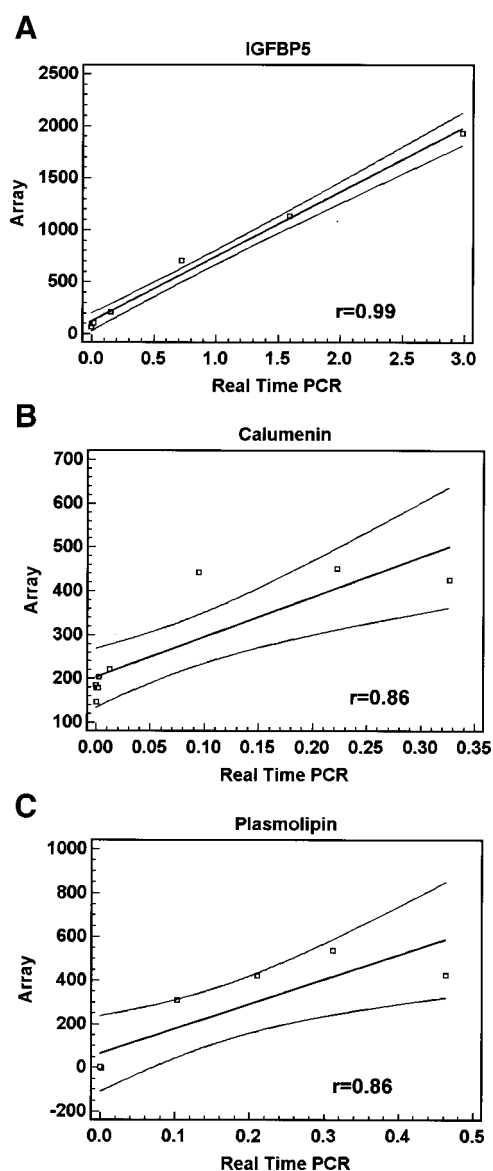 A
IGFBP5
2500
2000
1500
1000
500
0
Array
r=0.99
0.0 0.5 1.0 1.5 2.0 2.5 3.0
Real Time PCR
B
Calumenin
700
600
500
400
300
200
100
Array
r=0.86
0.00 0.05 0.10 0.15 0.20 0.25 0.30 0.35
Real Time PCR
C
Plasmolipin
1000
800
600
400
200
0
-200
Array
r=0.86
0.0 0.1 0.2 0.3 0.4 0.5
Real Time PCR